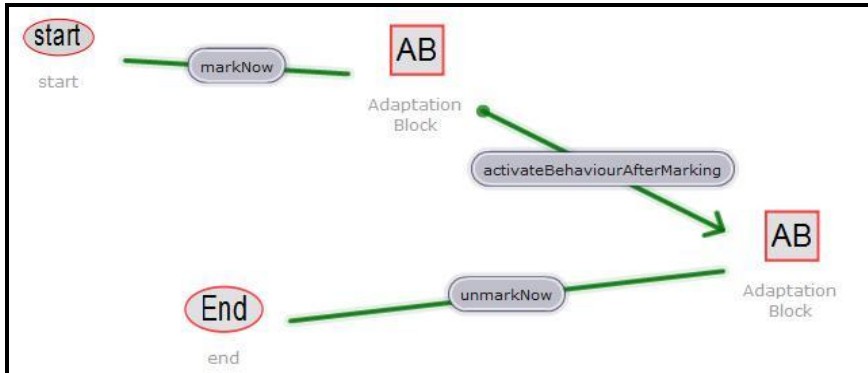 start
start
markNow
AB
Adaptation
Block
activateBehaviourAfterMarking
AB
Adaptation
Block
unmarkNow
End
end